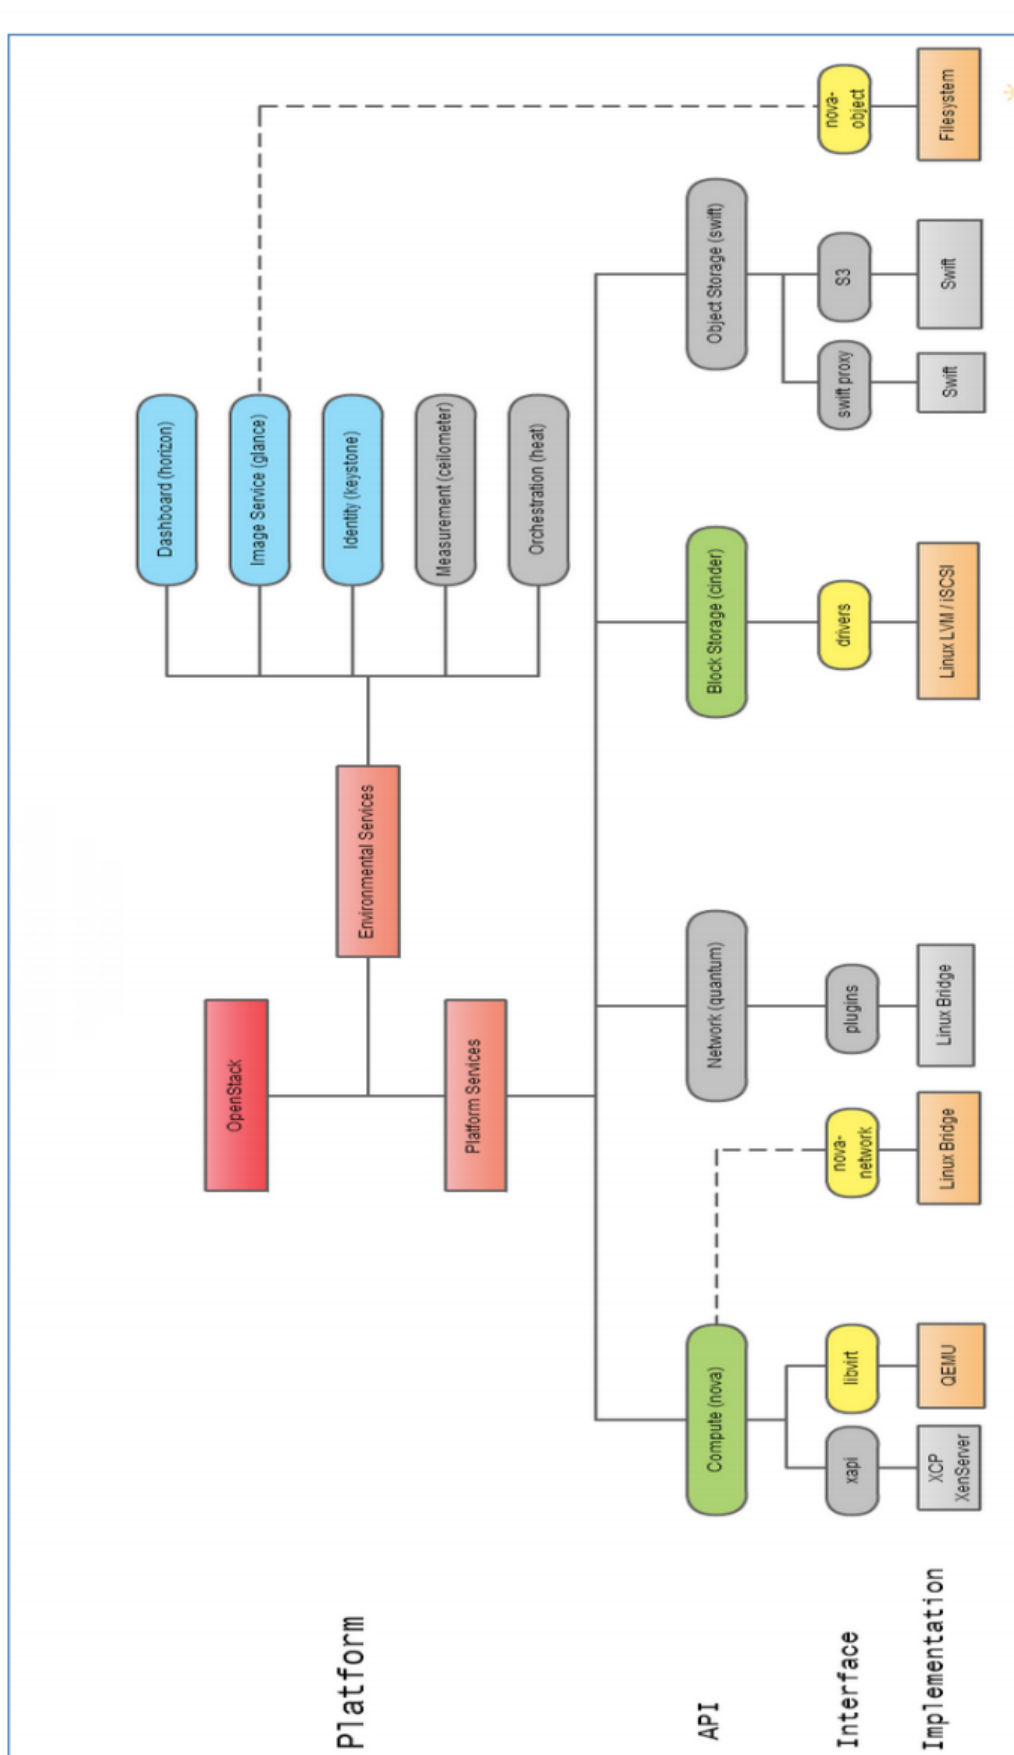 Platform
OpenStack
Environmental Services
Platform Services
Dashboard (horizon)
Image Service (glance)
Identity (keystone)
Measurement (ceilometer)
Orchestration (heat)
API
Compute (nova)
Network (quantum)
Block Storage (cinder)
Object Storage (swift)
Interface
xapi
libvirt
nova-
network
plugins
drivers
swift proxy
S3
nova-
object
Implementation
XCP
XenServer
QEMU
Linux Bridge
Linux Bridge
Linux LVM / iSCSI
Swift
Swift
Filesystem